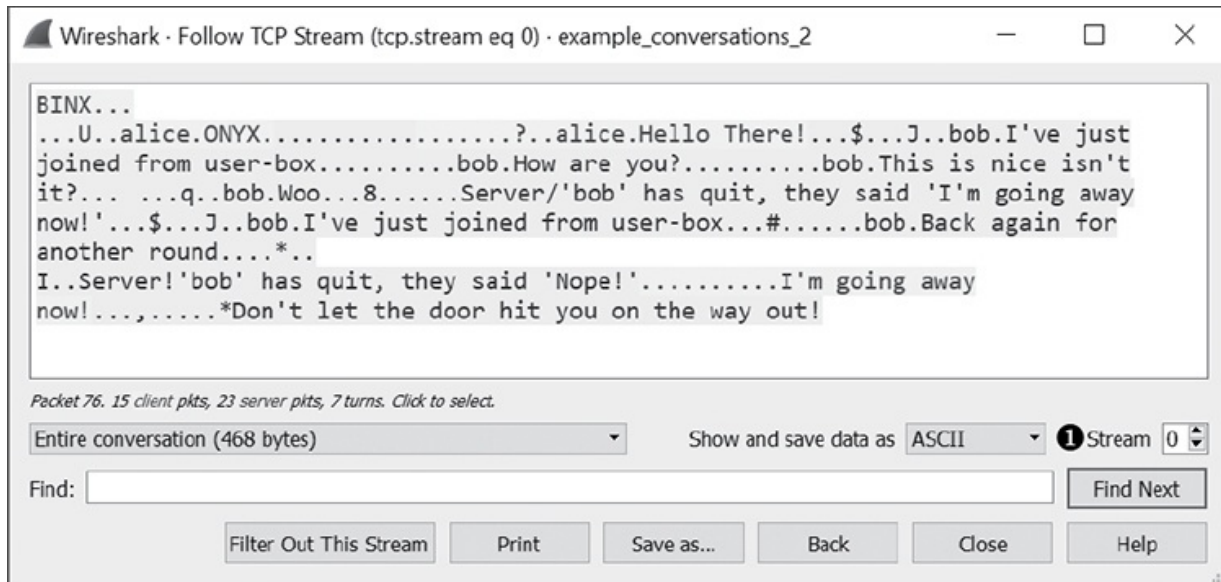 Wireshark · Follow TCP Stream (tcp.stream eq 0) · example_conversations_2
BINX...
...U..alice.ONYX..................?..alice.Hello There!...$...J..bob.I've just
joined from user-box..........bob.How are you?..........bob.This is nice isn't
it?... ...q..bob.Woo...8......Server/'bob' has quit, they said 'I'm going away
now!'...$...J..bob.I've just joined from user-box...#......bob.Back again for
another round....*..
I..Server!'bob' has quit, they said 'Nope!'..........I'm going away
now!...,.....*Don't let the door hit you on the way out!
Packet 76. 15 client pkts, 23 server pkts, 7 turns. Click to select.
Entire conversation (468 bytes) Show and save data as ASCII ❶ Stream 0
Find: Find Next
Filter Out This Stream Print Save as... Back Close Help